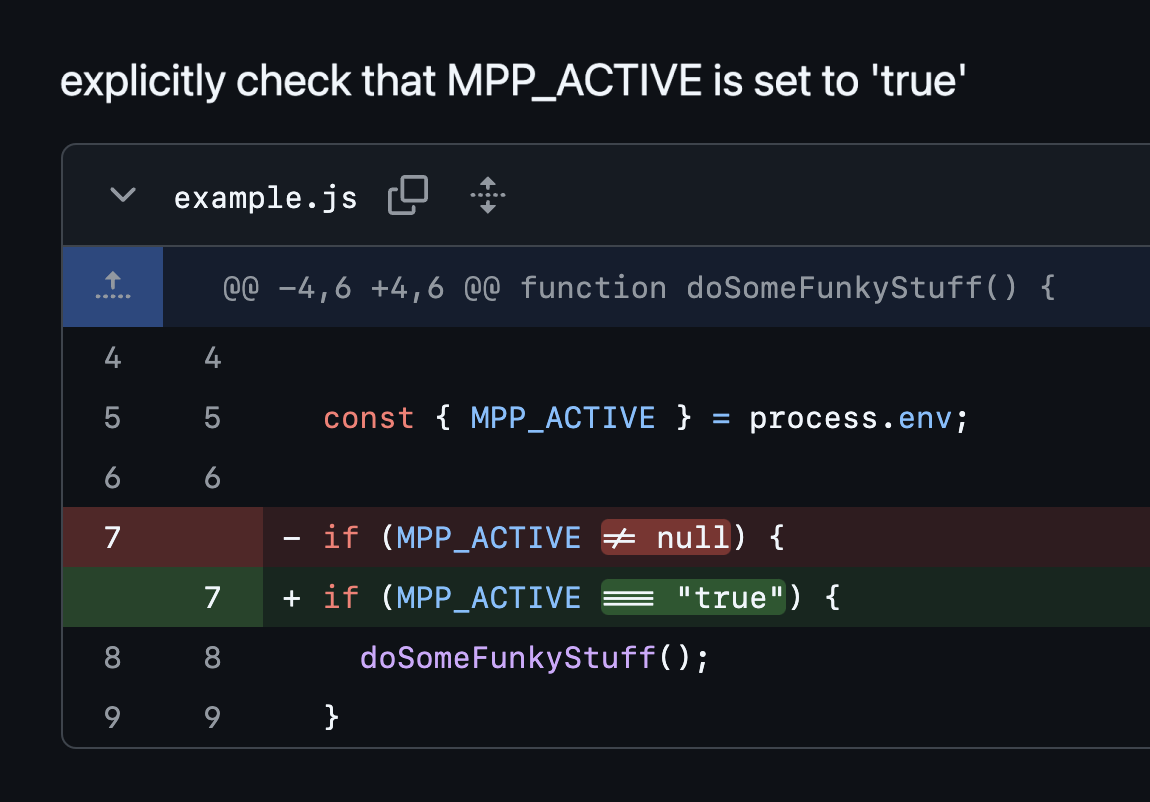 explicitly check that MPP_ACTIVE is set to 'true'
example.js
@@ -4,6 +4,6 @@ function doSomeFunkyStuff() {
4 4
5 5 const { MPP_ACTIVE } = process.env;
6 6
7 - if (MPP_ACTIVE != null) {
7 + if (MPP_ACTIVE === "true") {
8 8 doSomeFunkyStuff();
9 9 }